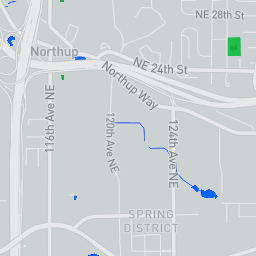 NE 28th St
Northup
NE 24th St
Northup Way
116th Ave NE
120th Ave NE
124th Ave NE
SPRING
DISTRICT